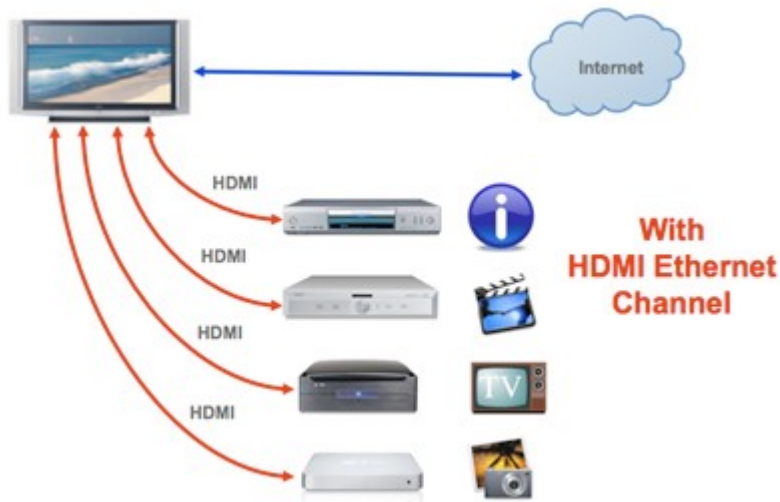 Internet
HDMI
HDMI
HDMI
HDMI
With
HDMI Ethernet
Channel
TV